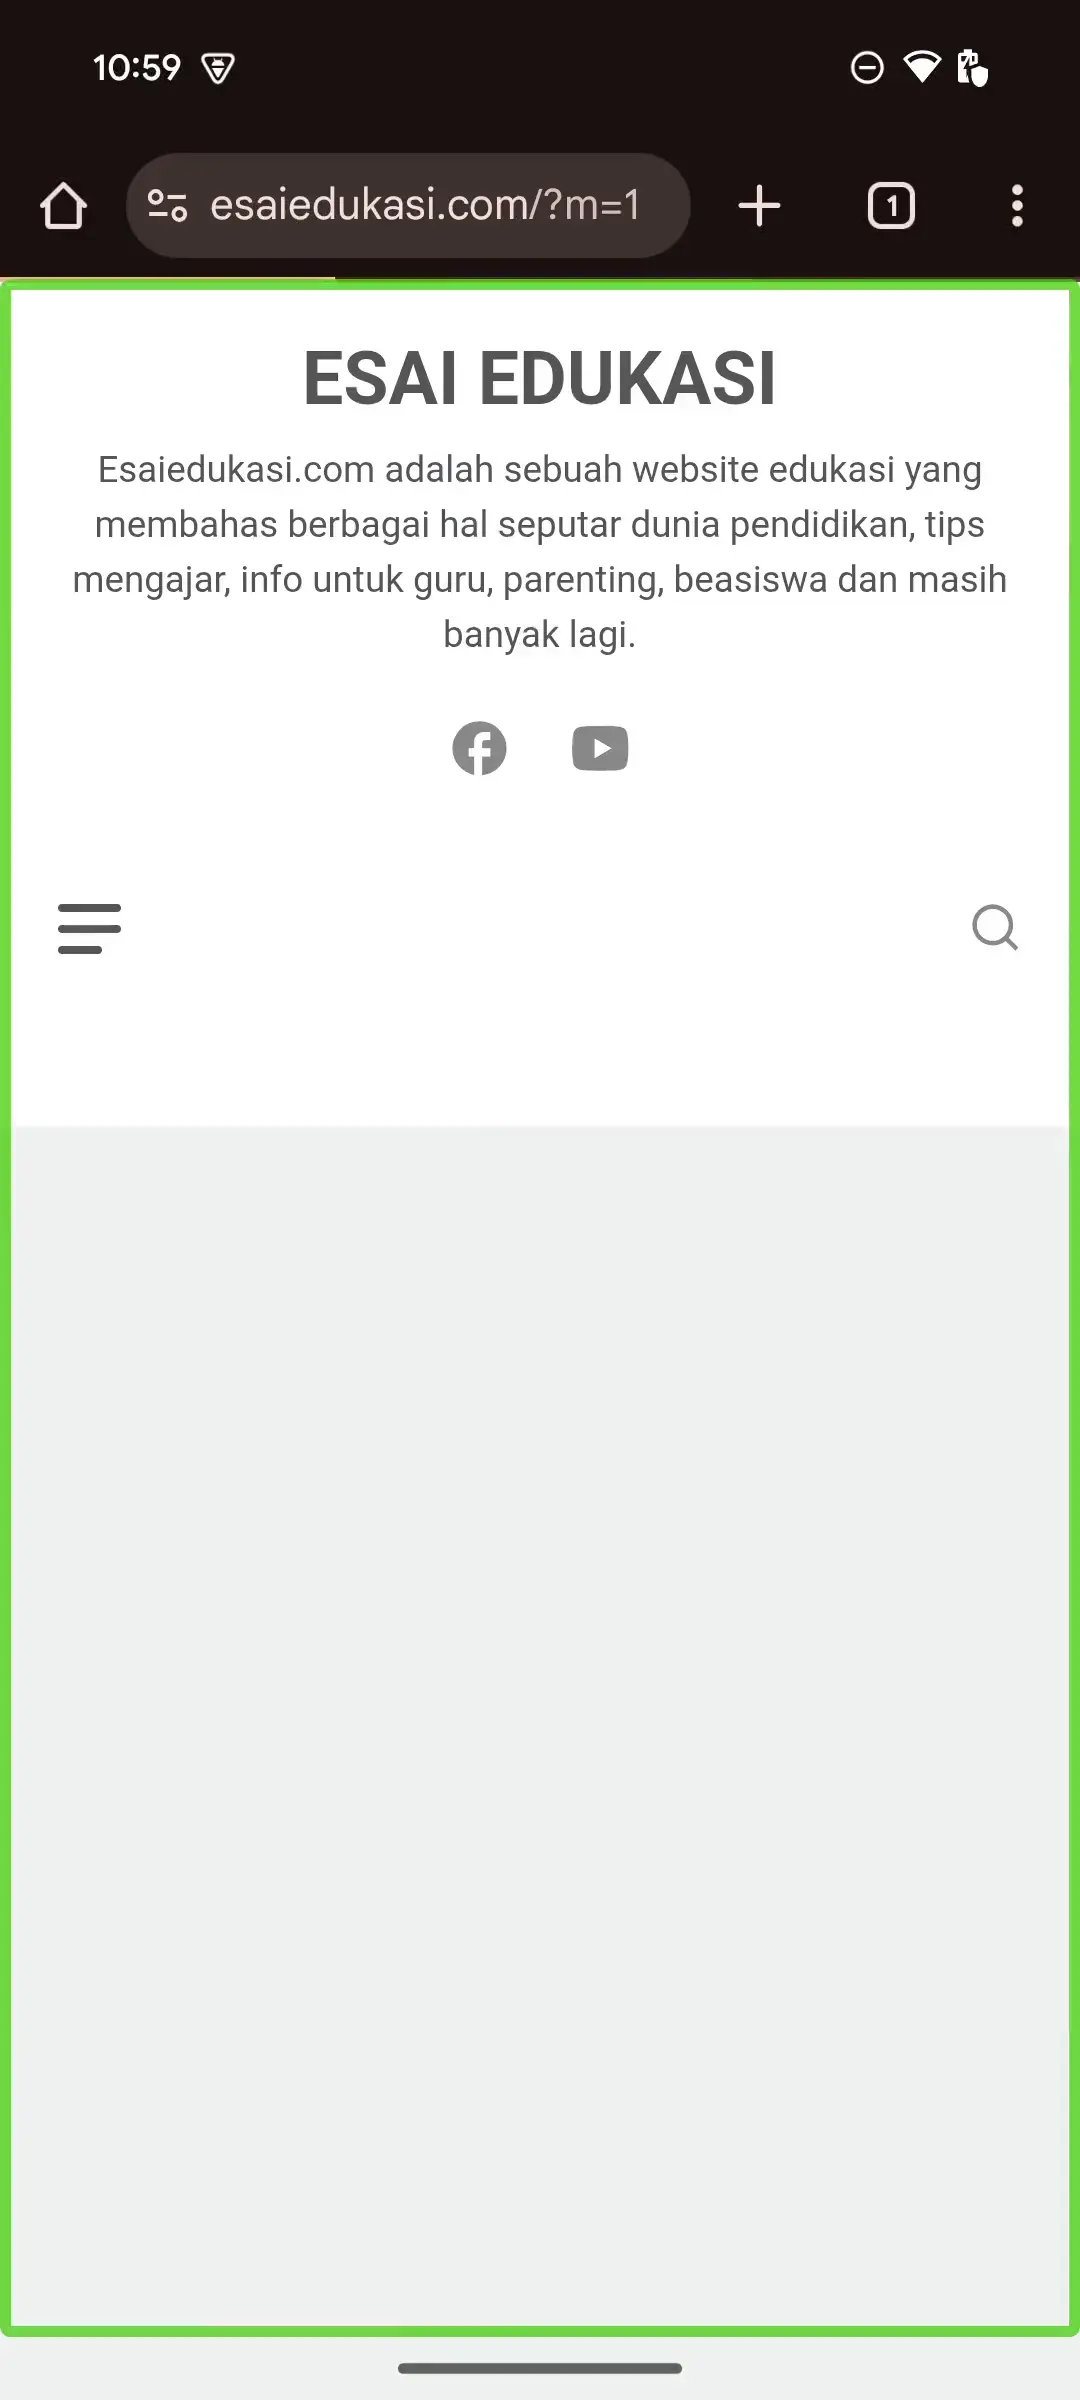 10:59
esaiedukasi.com/?m=1
1
ESAI EDUKASI
Esaiedukasi.com adalah sebuah website edukasi yang
membahas berbagai hal seputar dunia pendidikan, tips
mengajar, info untuk guru, parenting, beasiswa dan masih
banyak lagi.